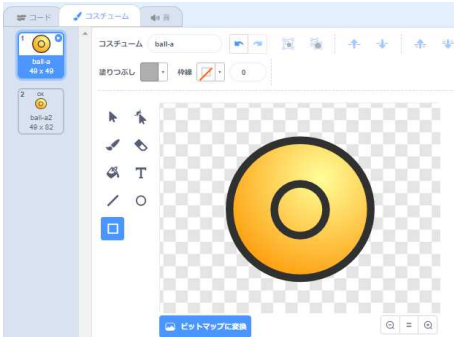 コード
コスチューム
音
1
ball-a
49 x 49
2
OK
ball-a2
49 x 82
コスチューム ball-a
塗りつぶし 枠線 0
T
ビットマップに変換